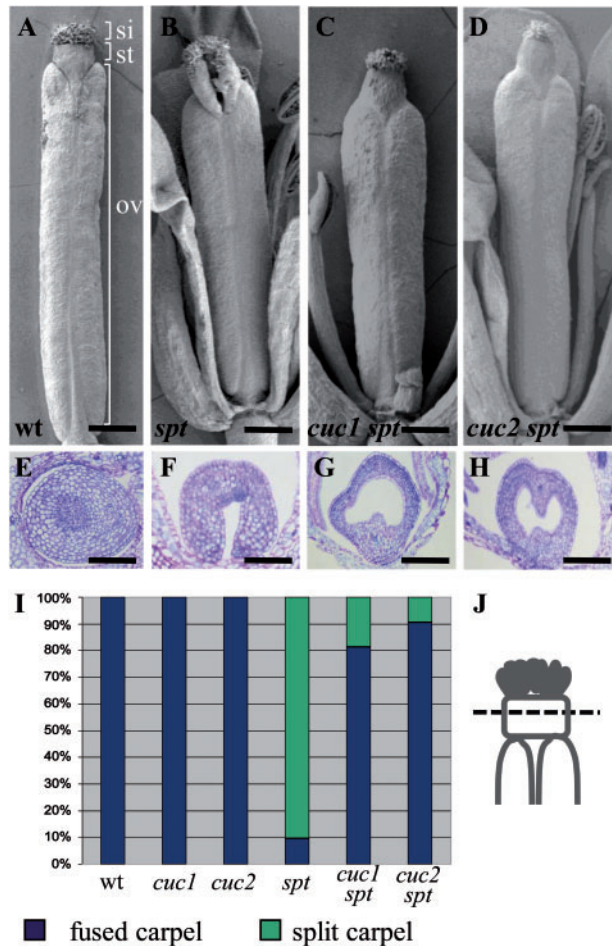 A
si
st
ov
wt
B
spt
C
cuc1 spt
D
cuc2 spt
E
F
G
H
I
100%
90%
80%
70%
60%
50%
40%
30%
20%
10%
0%
wt
cuc1
cuc2
spt
cuc1
spt
cuc2
spt
fused carpel
split carpel
J